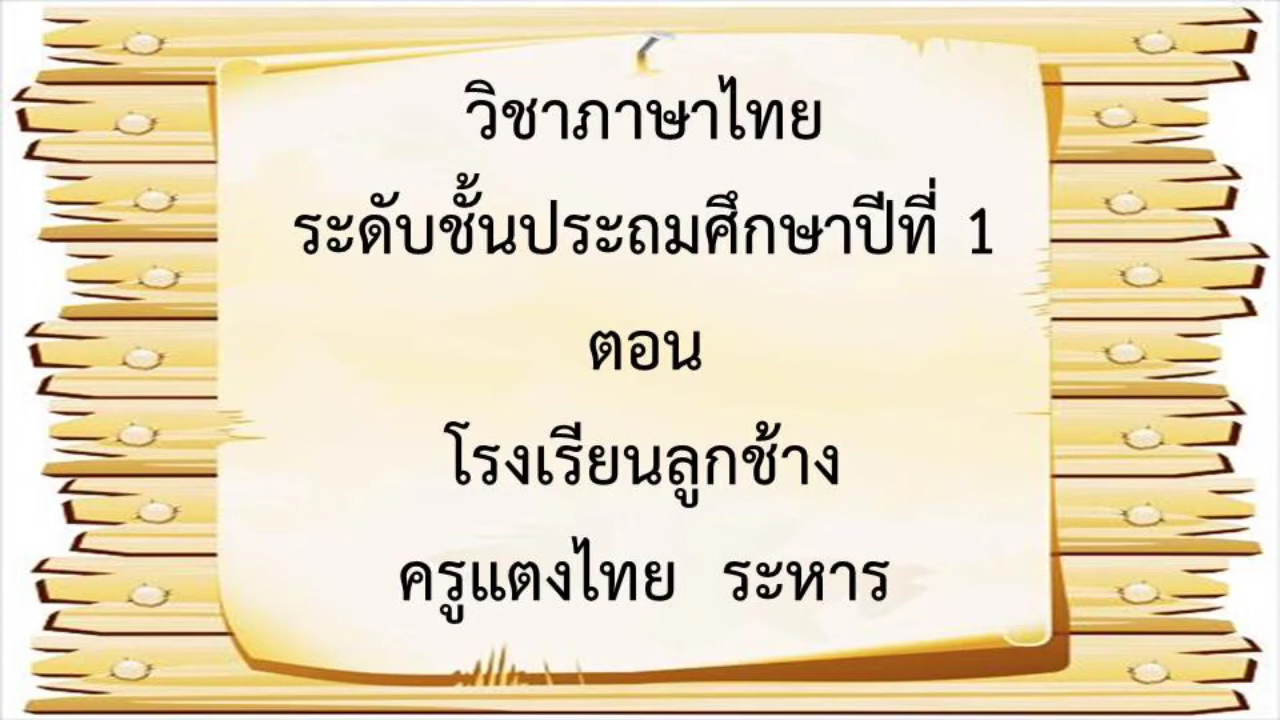 วิชาภาษาไทย
ระดับชั้นประถมศึกษาปีที่ 1
ตอน
โรงเรียนลูกช้าง
ครูแตงไทย ระหาร